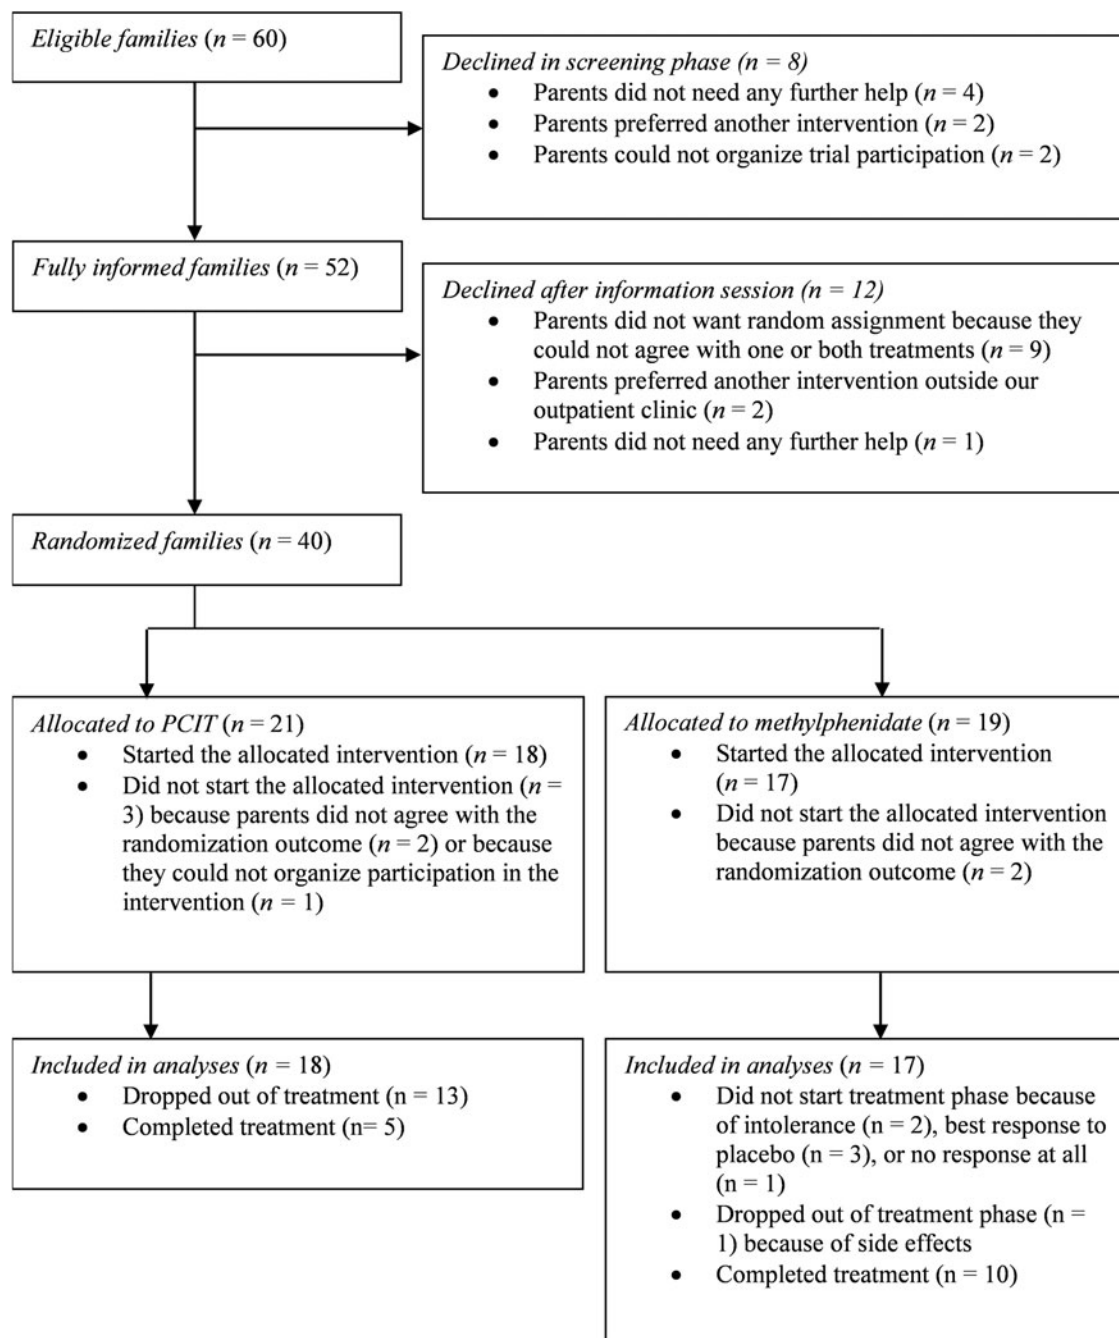 Eligible families (n = 60)
Declined in screening phase (n = 8)
• Parents did not need any further help (n = 4)
• Parents preferred another intervention (n = 2)
• Parents could not organize trial participation (n = 2)
Fully informed families (n = 52)
Declined after information session (n = 12)
• Parents did not want random assignment because they
could not agree with one or both treatments (n = 9)
• Parents preferred another intervention outside our
outpatient clinic (n = 2)
• Parents did not need any further help (n = 1)
Randomized families (n = 40)
Allocated to PCIT (n = 21)
• Started the allocated intervention (n = 18)
• Did not start the allocated intervention (n =
3) because parents did not agree with the
randomization outcome (n = 2) or because
they could not organize participation in the
intervention (n = 1)
Allocated to methylphenidate (n = 19)
• Started the allocated intervention
(n = 17)
• Did not start the allocated intervention
because parents did not agree with the
randomization outcome (n = 2)
Included in analyses (n = 18)
• Dropped out of treatment (n = 13)
• Completed treatment (n= 5)
Included in analyses (n = 17)
• Did not start treatment phase because
of intolerance (n = 2), best response to
placebo (n = 3), or no response at all
(n = 1)
• Dropped out of treatment phase (n =
1) because of side effects
• Completed treatment (n = 10)